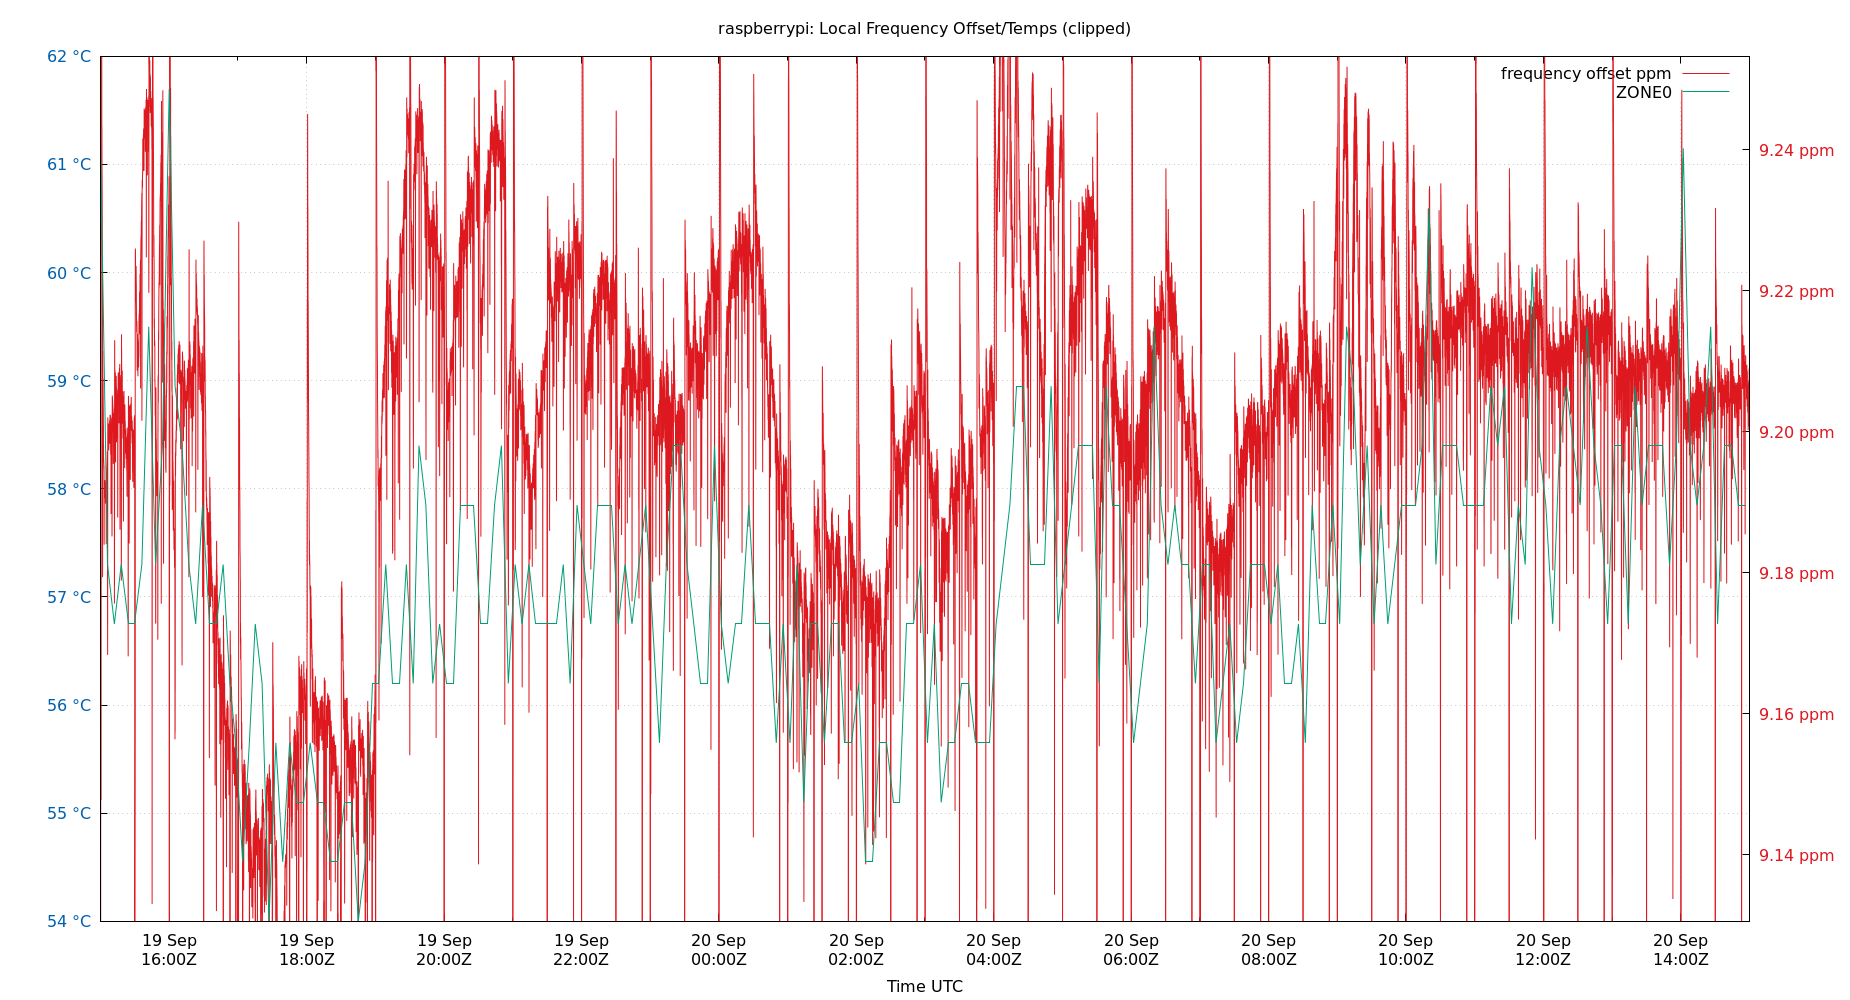 raspberrypi: Local Frequency Offset/Temps (clipped)
frequency offset ppm
ZONE0
62 °C
61 °C
60 °C
59 °C
58 °C
57 °C
56 °C
55 °C
54 °C
9.24 ppm
9.22 ppm
9.20 ppm
9.18 ppm
9.16 ppm
9.14 ppm
19 Sep
16:00Z
19 Sep
18:00Z
19 Sep
20:00Z
19 Sep
22:00Z
20 Sep
00:00Z
20 Sep
02:00Z
20 Sep
04:00Z
20 Sep
06:00Z
20 Sep
08:00Z
20 Sep
10:00Z
20 Sep
12:00Z
20 Sep
14:00Z
Time UTC